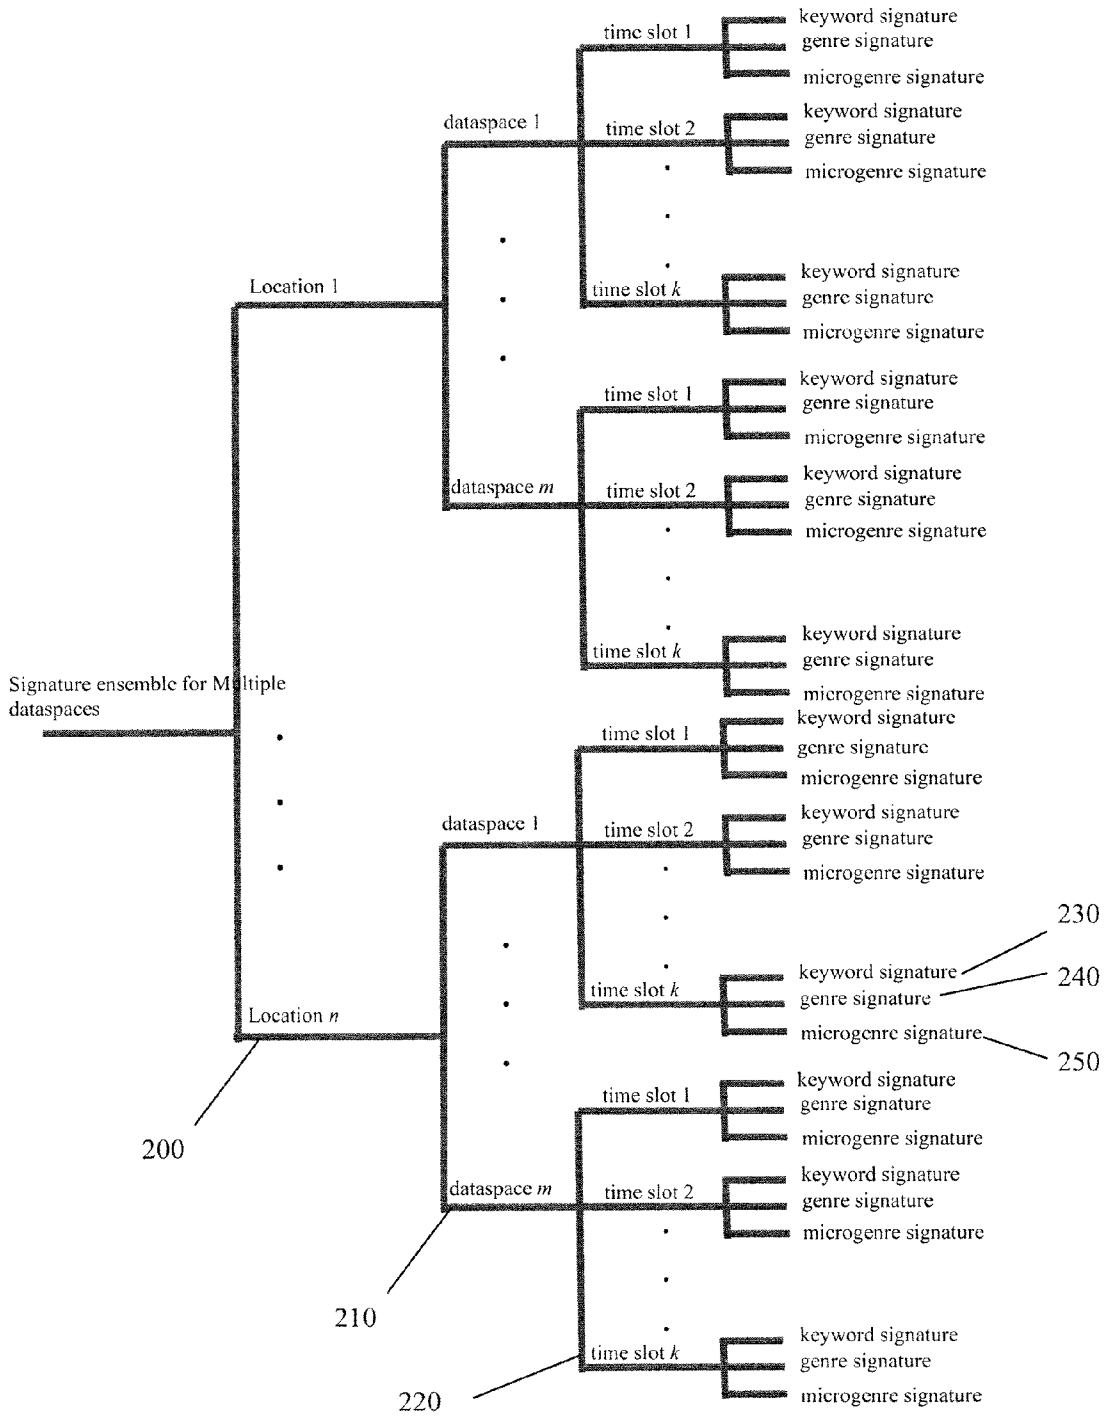 keyword signature
time slot 1
genre signature
microgenre signature
keyword signature
dataspace 1
time slot 2
genre signature
microgenre signature
keyword signature
Location 1
time slot k
genre signature
microgenre signature
keyword signature
time slot 1
genre signature
microgenre signature
keyword signature
dataspace m
time slot 2
genre signature
microgenre signature
keyword signature
time slot k
genre signature
Signature ensemble for Multiple
dataspaces
microgenre signature
keyword signature
time slot 1
genre signature
microgenre signature
keyword signature
dataspace 1
time slot 2
genre signature
microgenre signature
230
keyword signature
240
time slot k
genre signature
Location n
microgenre signature
250
keyword signature
time slot 1
genre signature
microgenre signature
200
keyword signature
dataspace m
time slot 2
genre signature
microgenre signature
210
keyword signature
time slot k
genre signature
microgenre signature
220